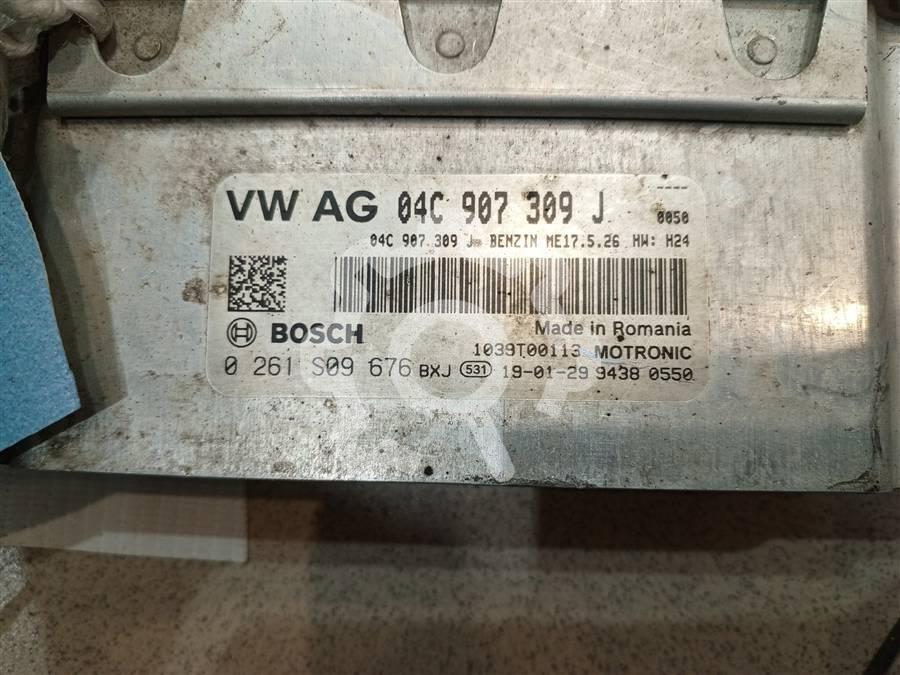 ----
VW AG 04C 907 309 J 0050
04C 907 309 J BENZIN ME17.5.26 HW: H24
BOSCH Made in Romania
1039T00113 MOTRONIC
0 261 S09 676 BXJ 531 19-01-29 9438 0550